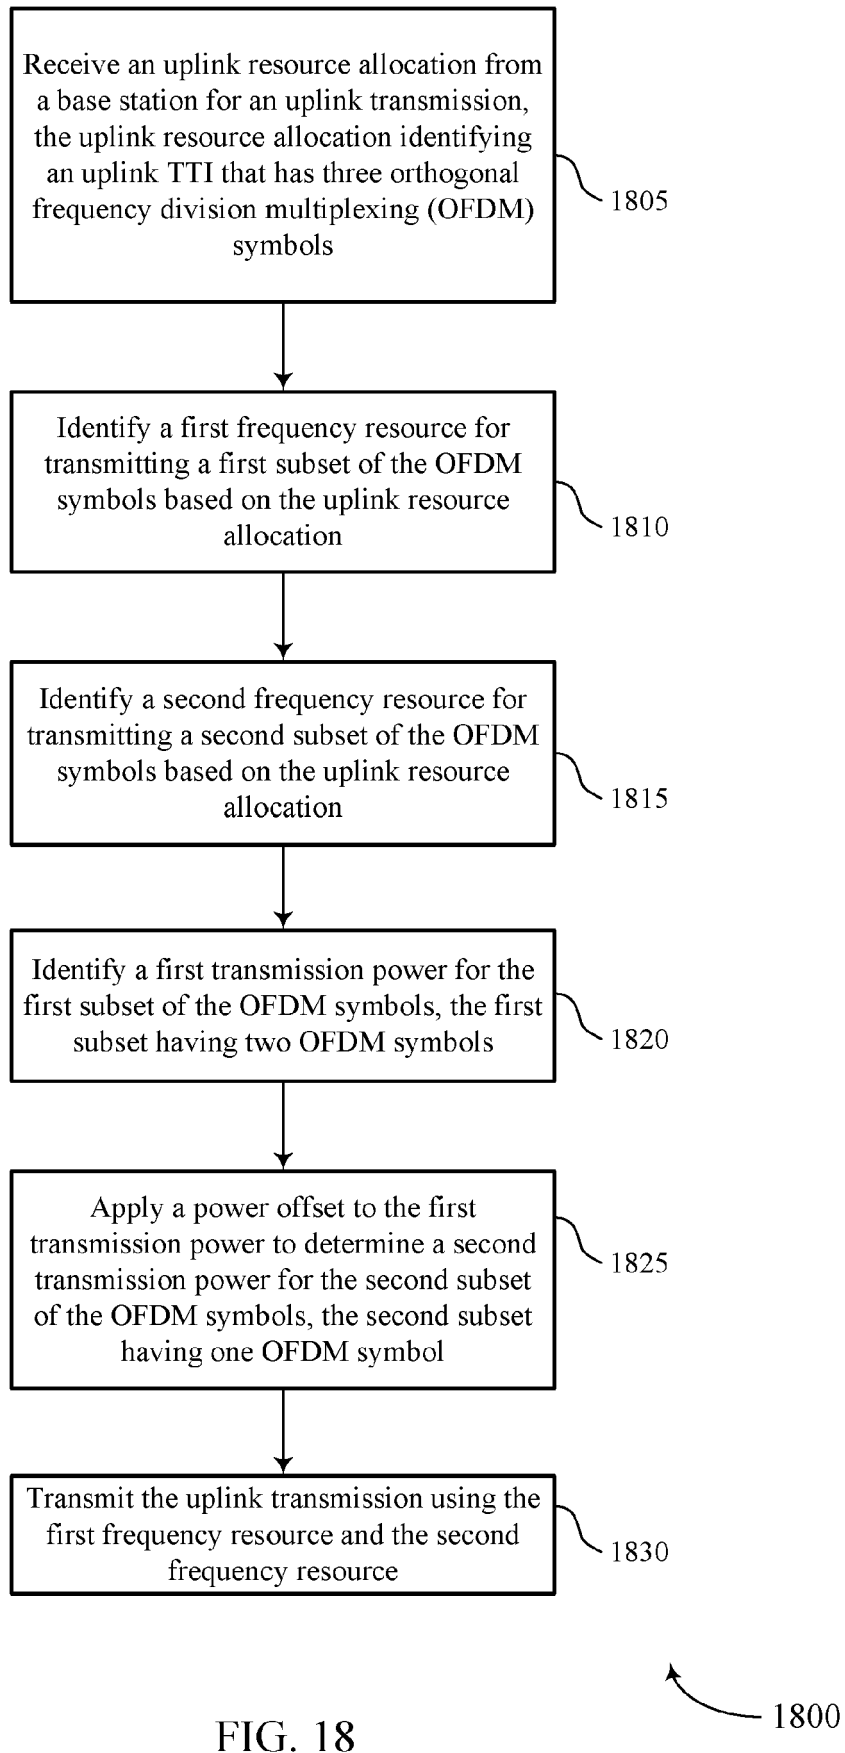 Receive an uplink resource allocation from
a base station for an uplink transmission,
the uplink resource allocation identifying
an uplink TTI that has three orthogonal
frequency division multiplexing (OFDM)
symbols
1805
Identify a first frequency resource for
transmitting a first subset of the OFDM
symbols based on the uplink resource
allocation
1810
Identify a second frequency resource for
transmitting a second subset of the OFDM
symbols based on the uplink resource
allocation
1815
Identify a first transmission power for the
first subset of the OFDM symbols, the first
subset having two OFDM symbols
1820
Apply a power offset to the first
transmission power to determine a second
transmission power for the second subset
of the OFDM symbols, the second subset
having one OFDM symbol
1825
Transmit the uplink transmission using the
first frequency resource and the second
frequency resource
1830
1800
FIG. 18